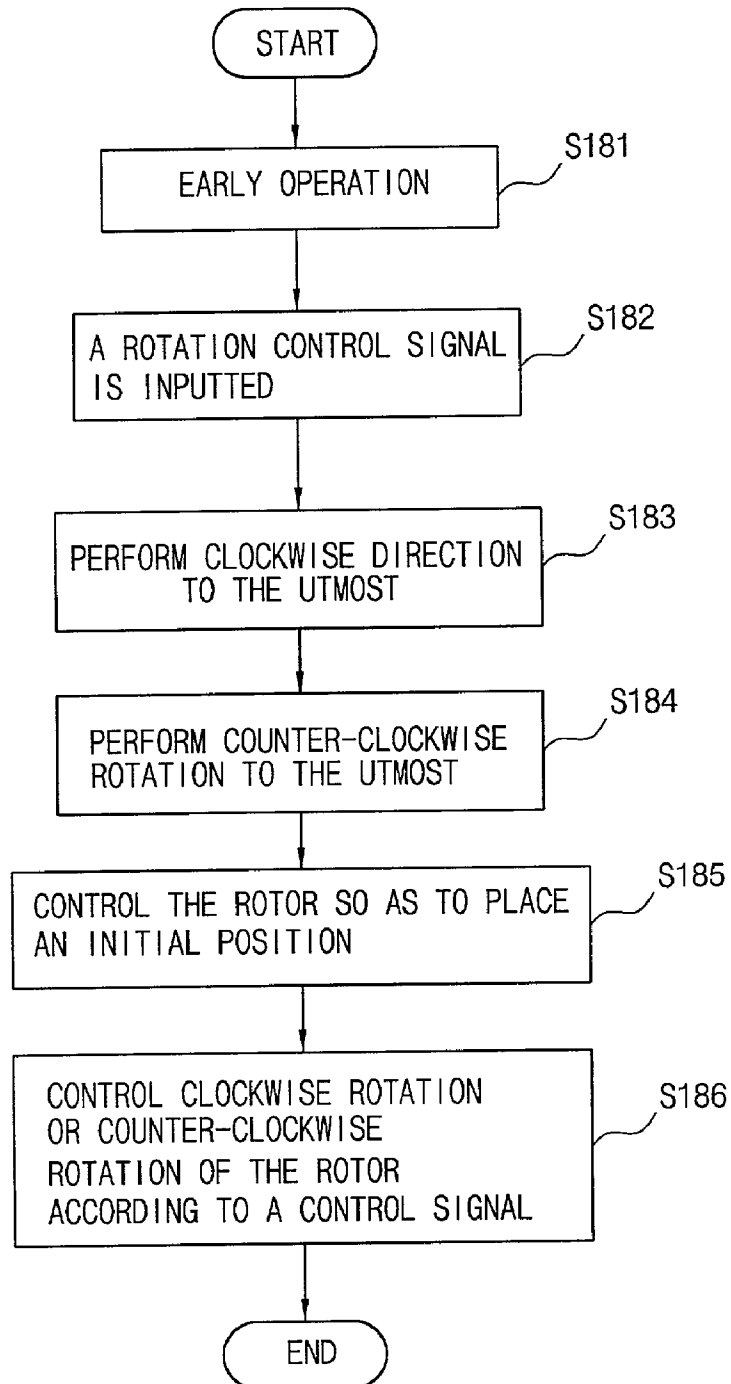 START
EARLY OPERATION
S181
A ROTATION CONTROL SIGNAL
IS INPUTTED
S182
PERFORM CLOCKWISE DIRECTION
TO THE UTMOST
S183
PERFORM COUNTER-CLOCKWISE
ROTATION TO THE UTMOST
S184
CONTROL THE ROTOR SO AS TO PLACE
AN INITIAL POSITION
S185
CONTROL CLOCKWISE ROTATION
OR COUNTER-CLOCKWISE
ROTATION OF THE ROTOR
ACCORDING TO A CONTROL SIGNAL
S186
END